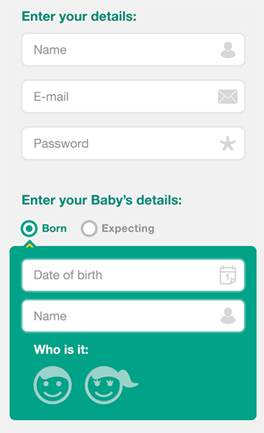 Enter your details:
Name
E-mail
Password
Enter your Baby's details:
Born Expecting
Date of birth
1
Name
Who is it: